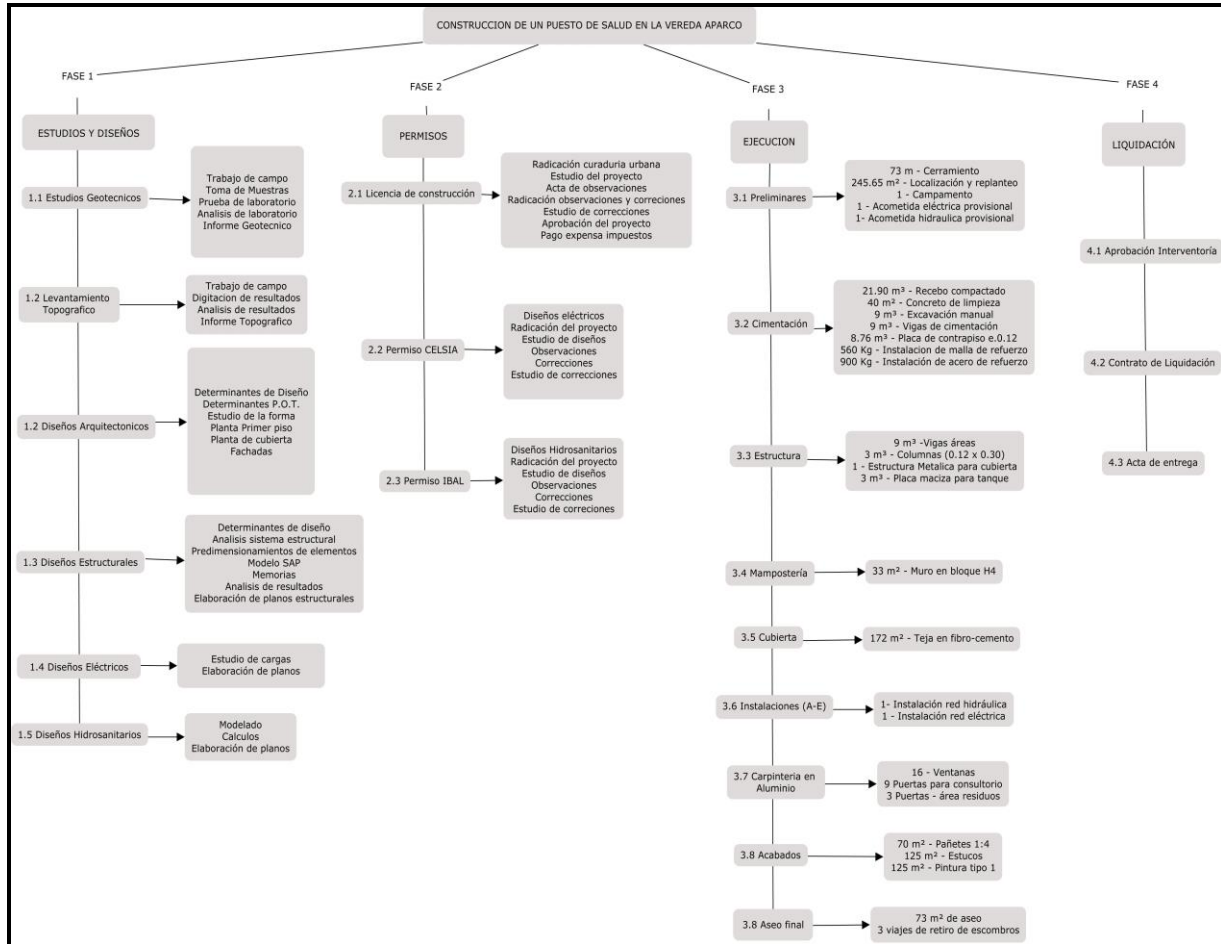 CONSTRUCCION DE UN PUESTO DE SALUD EN LA VEREDA APARCO
FASE 1
ESTUDIOS Y DISEÑOS
1.1 Estudios Geotecnicos
Trabajo de campo
Toma de Muestras
Prueba de laboratorio
Analisis de laboratorio
Informe Geotecnico
1.2 Levantamiento
Topografico
Trabajo de campo
Digitacion de resultados
Analisis de resultados
Informe Topografico
1.2 Diseños Arquitectonicos
Determinantes de Diseño
Determinantes P.O.T.
Estudio de la forma
Planta Primer piso
Planta de cubierta
Fachadas
1.3 Diseños Estructurales
Determinantes de diseño
Analisis sistema estructural
Predimensionamientos de elementos
Modelo SAP
Memorias
Analisis de resultados
Elaboración de planos estructurales
1.4 Diseños Eléctricos
Estudio de cargas
Elaboración de planos
1.5 Diseños Hidrosanitarios
Modelado
Calculos
Elaboración de planos
FASE 2
PERMISOS
2.1 Licencia de construcción
Radicación curaduria urbana
Estudio del proyecto
Acta de observaciones
Radicación observaciones y correciones
Estudio de correcciones
Aprobación del proyecto
Pago expensa impuestos
2.2 Permiso CELSIA
Diseños eléctricos
Radicación del proyecto
Estudio de diseños
Observaciones
Correcciones
Estudio de correcciones
2.3 Permiso IBAL
Diseños Hidrosanitarios
Radicación del proyecto
Estudio de diseños
Observaciones
Correcciones
Estudio de correciones
FASE 3
EJECUCION
3.1 Preliminares
73 m - Cerramiento
245.65 m² - Localización y replanteo
1 - Campamento
1 - Acometida eléctrica provisional
1- Acometida hidraulica provisional
3.2 Cimentación
21.90 m³ - Recebo compactado
40 m² - Concreto de limpieza
9 m³ - Excavación manual
9 m³ - Vigas de cimentación
8.76 m³ - Placa de contrapiso e.0.12
560 Kg - Instalacion de malla de refuerzo
900 Kg - Instalación de acero de refuerzo
3.3 Estructura
9 m³ -Vigas áreas
3 m³ - Columnas (0.12 x 0.30)
1 - Estructura Metalica para cubierta
3 m³ - Placa maciza para tanque
3.4 Mampostería
33 m² - Muro en bloque H4
3.5 Cubierta
172 m² - Teja en fibro-cemento
3.6 Instalaciones (A-E)
1- Instalación red hidráulica
1 - Instalación red eléctrica
3.7 Carpinteria en
Aluminio
16 - Ventanas
9 Puertas para consultorio
3 Puertas - área residuos
3.8 Acabados
70 m² - Pañetes 1:4
125 m² - Estucos
125 m² - Pintura tipo 1
3.8 Aseo final
73 m² de aseo
3 viajes de retiro de escombros
FASE 4
LIQUIDACIÓN
4.1 Aprobación Interventoría
4.2 Contrato de Liquidación
4.3 Acta de entrega